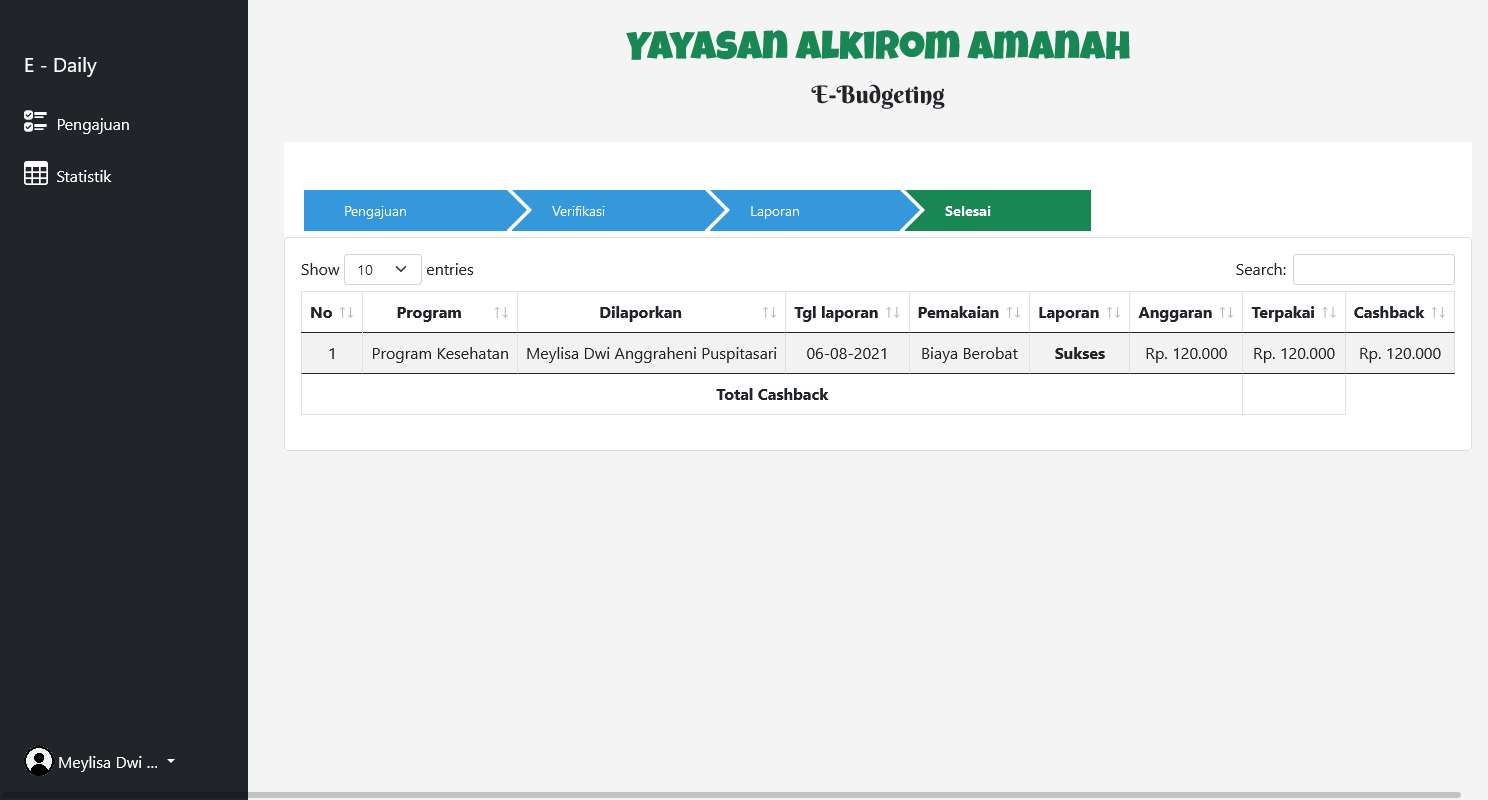 E - Daily
Pengajuan
Statistik
Meylisa Dwi ...
YAYASAN ALKIROM AMANAH
E-Budgeting
Pengajuan Verifikasi Laporan Selesai
Show 10 entries Search:
No Program Dilaporkan Tgl laporan Pemakaian Laporan Anggaran Terpakai Cashback
1 Program Kesehatan Meylisa Dwi Anggraheni Puspitasari 06-08-2021 Biaya Berobat Sukses Rp. 120.000 Rp. 120.000 Rp. 120.000
Total Cashback